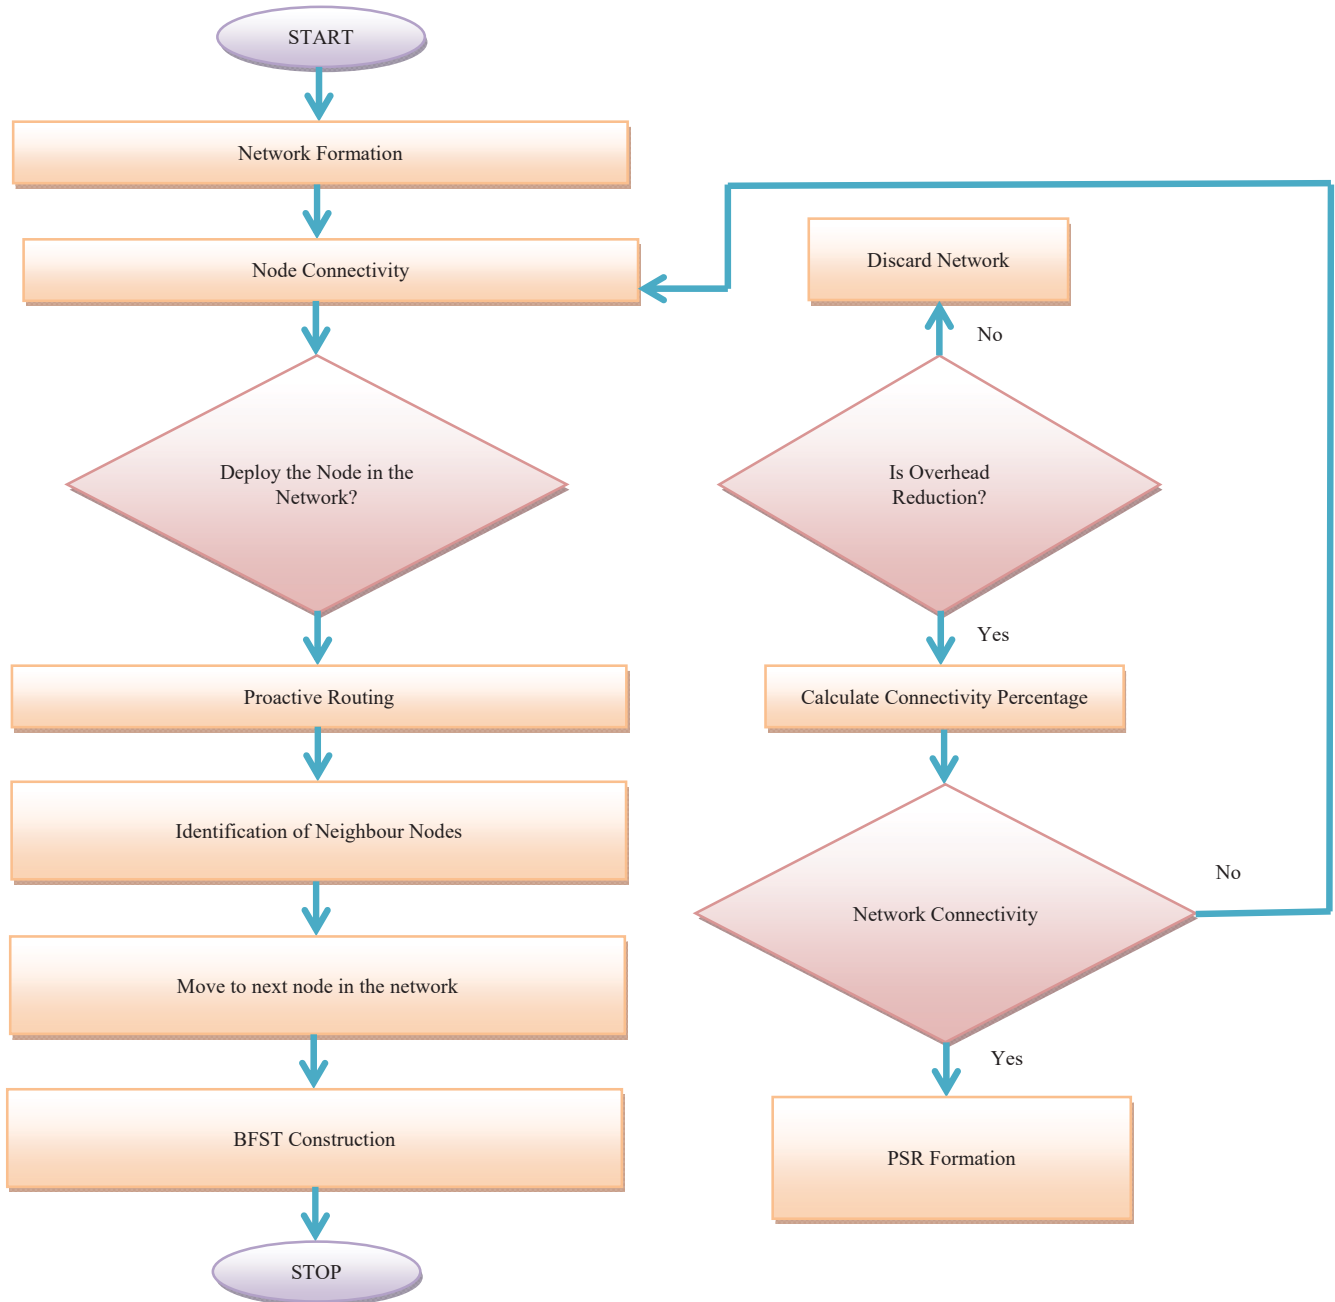 START
Network Formation
Node Connectivity
Deploy the Node in the
Network?
Proactive Routing
Identification of Neighbour Nodes
Move to next node in the network
BFST Construction
STOP
Discard Network
No
Is Overhead
Reduction?
Yes
Calculate Connectivity Percentage
Network Connectivity
No
Yes
PSR Formation